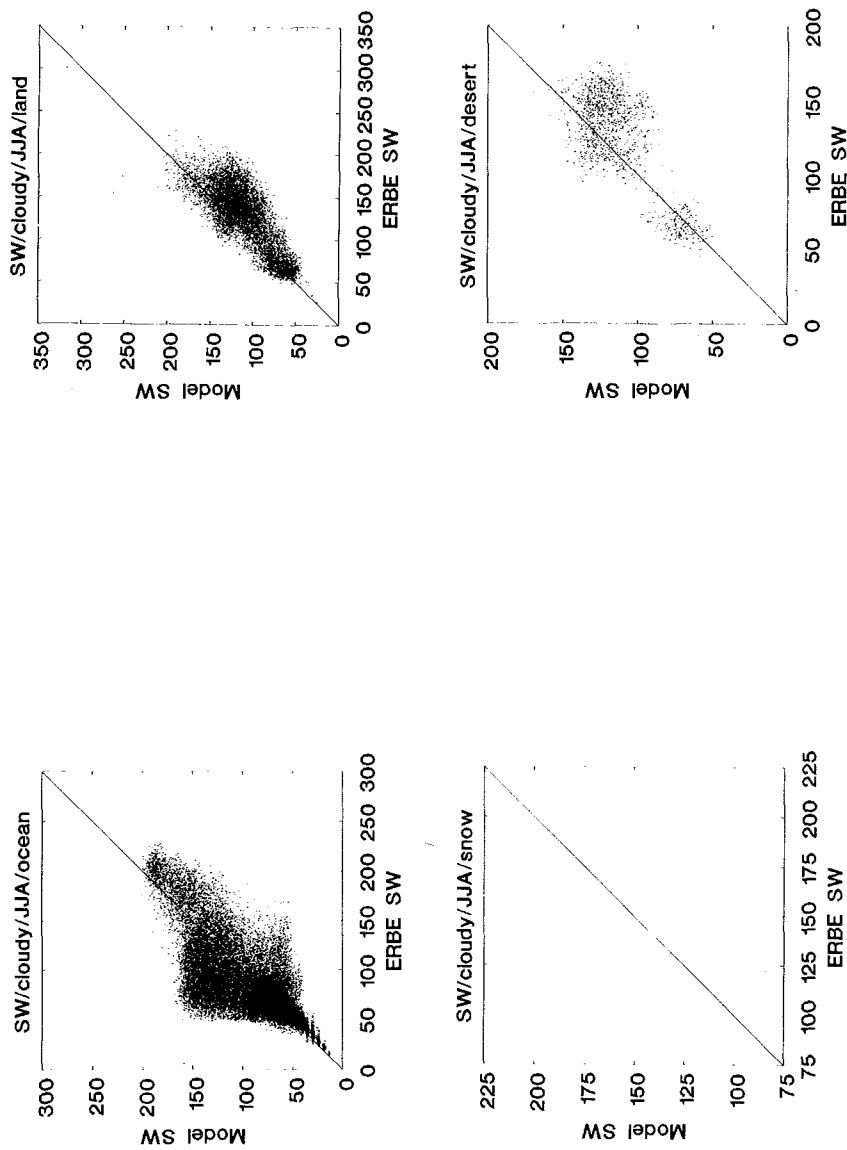 SW/cloudy/JJA/ocean
300
250
200
150
100
50
0
Model SW
0 50 100 150 200 250 300
ERBE SW
SW/cloudy/JJA/land
350
300
250
200
150
100
50
0
Model SW
0 50 100 150 200 250 300 350
ERBE SW
SW/cloudy/JJA/snow
225
200
175
150
125
100
75
Model SW
75 100 125 150 175 200 225
ERBE SW
SW/cloudy/JJA/desert
200
150
100
50
0
Model SW
0 50 100 150 200
ERBE SW